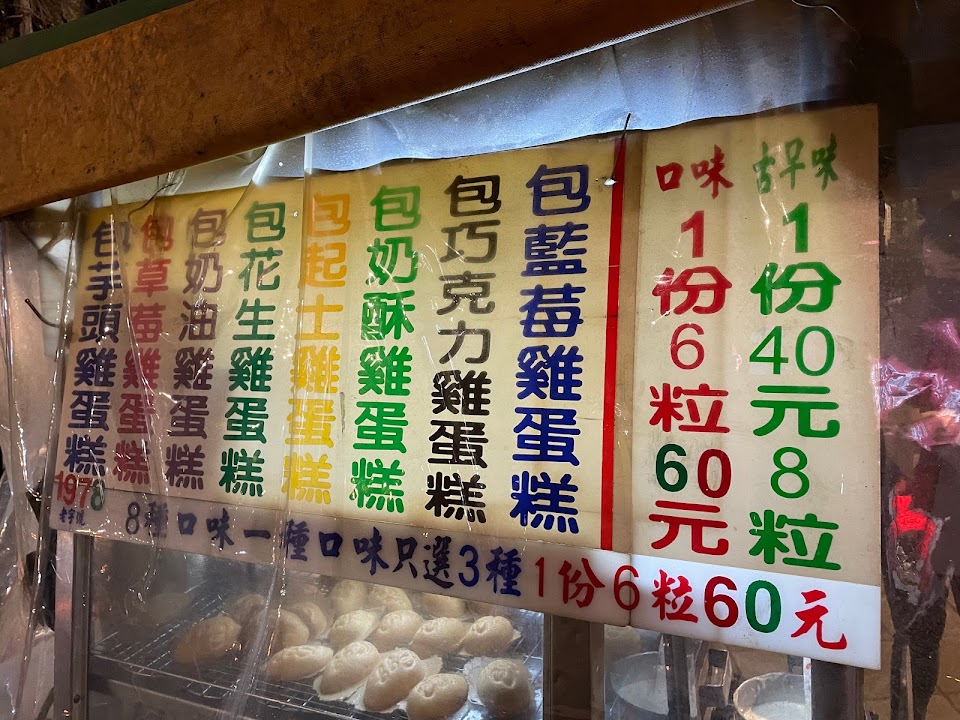 古早味
1份40元8粒
口味
1份6粒60元
包藍莓雞蛋糕
包巧克力雞蛋糕
包奶酥雞蛋糕
包起士雞蛋糕
包花生雞蛋糕
包奶油雞蛋糕
包草莓雞蛋糕
包芋頭雞蛋糕
1978
8種口味一種口味只選3種1份6粒60元